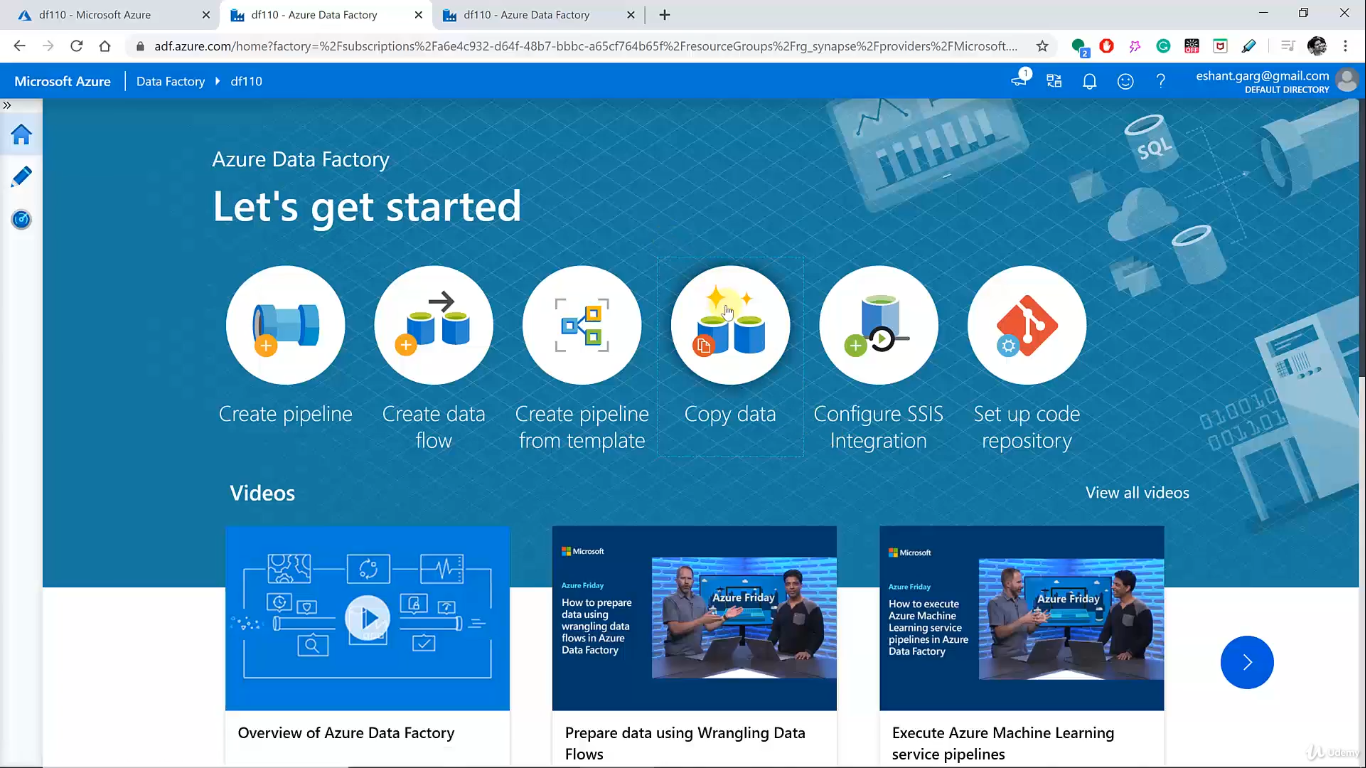 df110 - Microsoft Azure
df110 - Azure Data Factory
df110 - Azure Data Factory
adf.azure.com/home?factory=%2Fsubscriptions%2Fa6e4c932-d64f-48b7-bbbc-a65cf764b65f%2FresourceGroups%2Frg_synapse%2Fproviders%2FMicrosoft....
2
OFF
Microsoft Azure
Data Factory
df110
1
eshant.garg@gmail.com
DEFAULT DIRECTORY
Azure Data Factory
Let's get started
SQL
Create pipeline
Create data
flow
Create pipeline
from template
Copy data
Configure SSIS
Integration
Set up code
repository
Videos
View all videos
Overview of Azure Data Factory
Microsoft
Azure Friday
How to prepare
data using
wrangling data
flows in Azure
Data Factory
Azure Friday
Prepare data using Wrangling Data
Flows
Microsoft
Azure Friday
How to execute
Azure Machine
Learning service
pipelines in Azure
Data Factory
Azure Friday
Execute Azure Machine Learning
service pipelines
Udemy